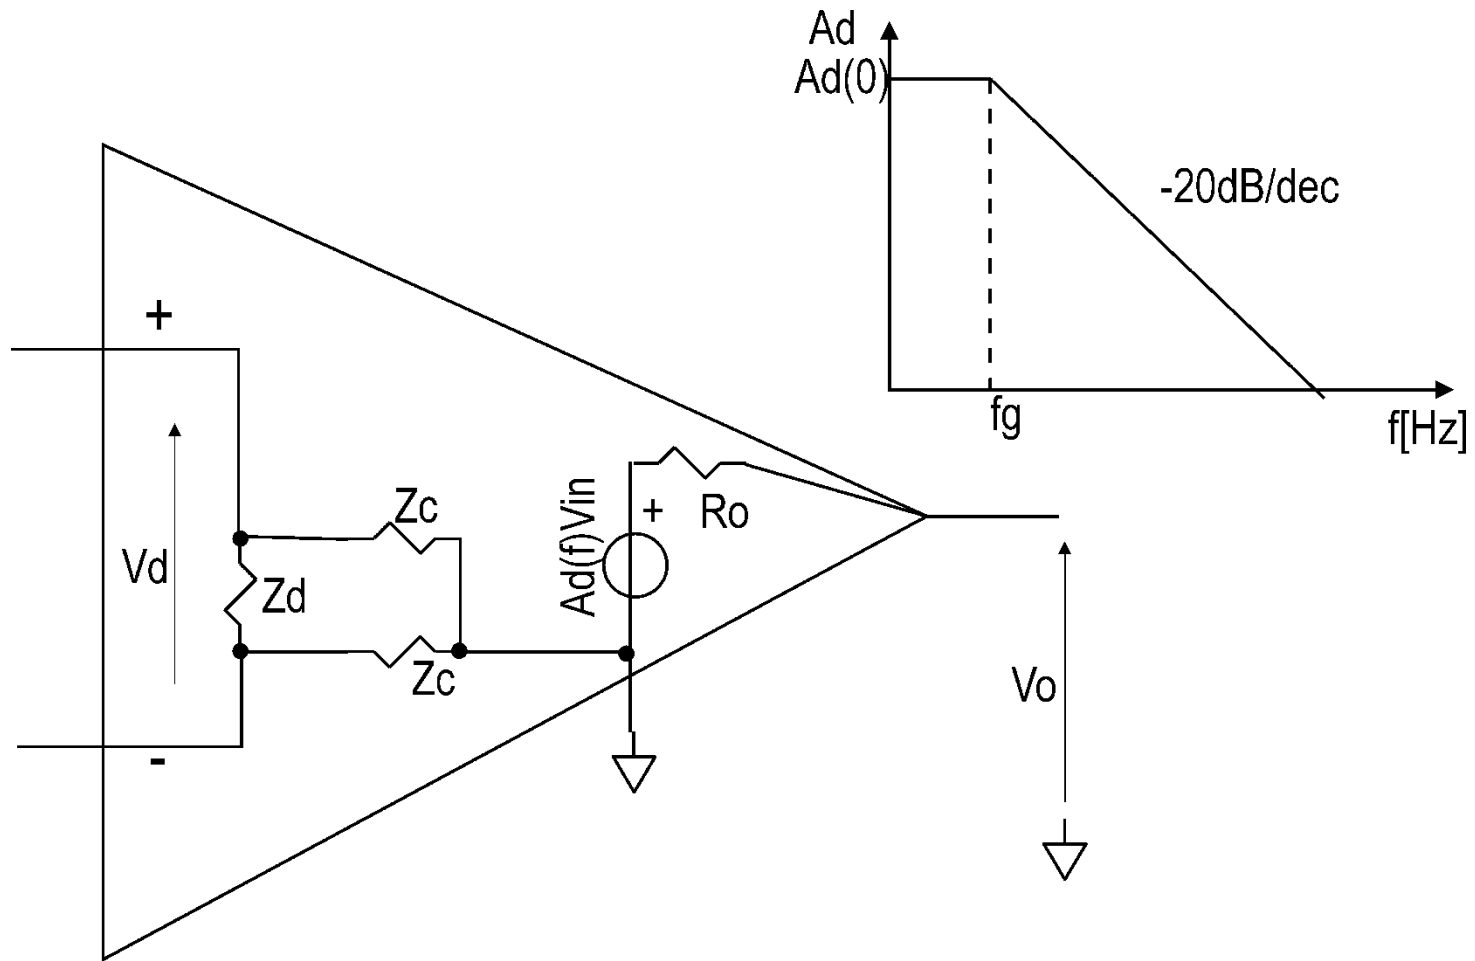 Ad
Ad(0)
-20dB/dec
fg
f[Hz]
+
Vd
Zd
Zc
Zc
Ad(f)Vin
+
Ro
-
Vo